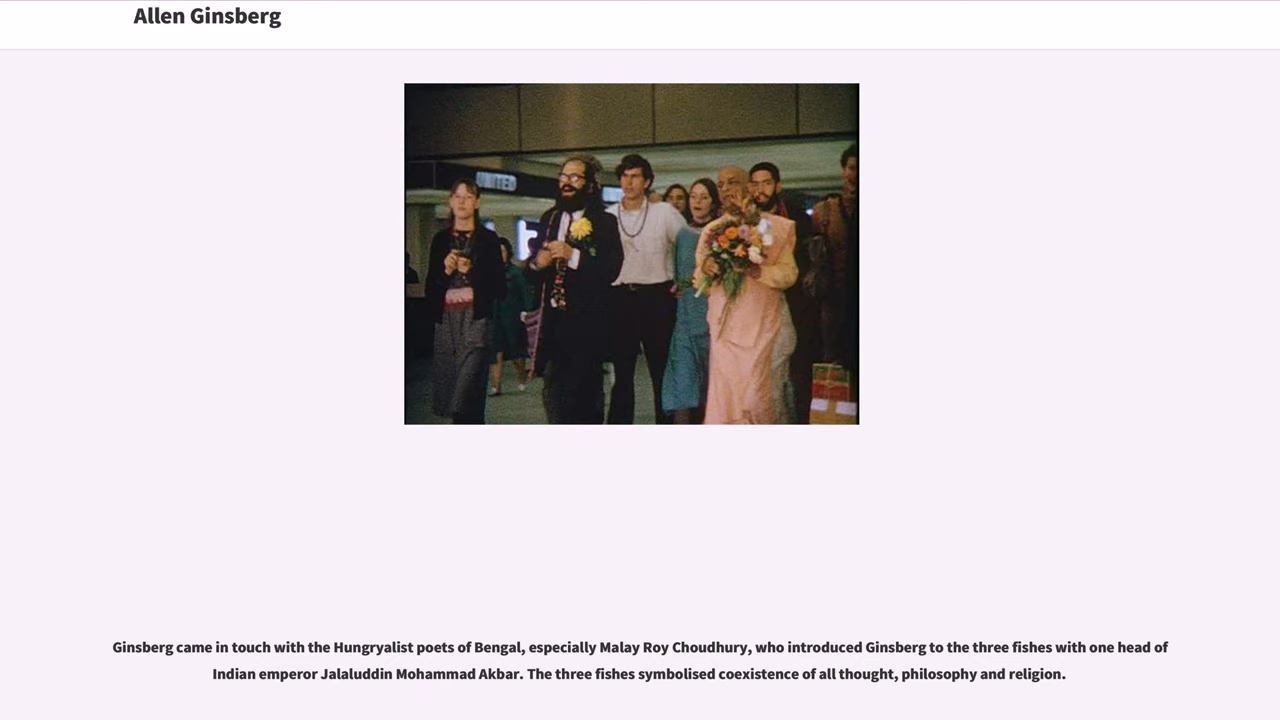 Allen Ginsberg
UNITED
Ginsberg came in touch with the Hungryalist poets of Bengal, especially Malay Roy Choudhury, who introduced Ginsberg to the three fishes with one head of
Indian emperor Jalaluddin Mohammad Akbar. The three fishes symbolised coexistence of all thought, philosophy and religion.